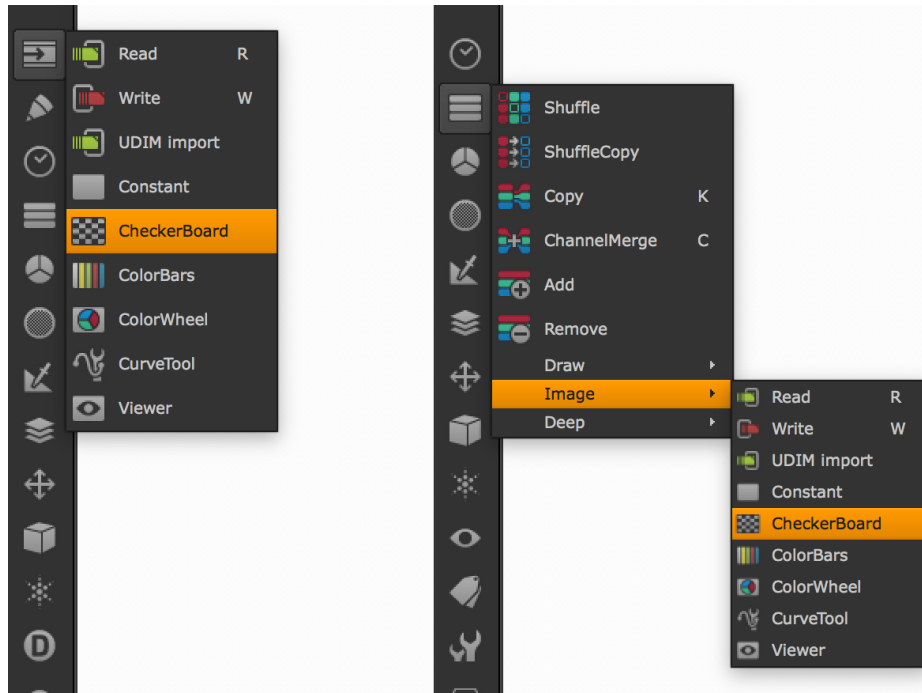 Read R
Write W
UDIM import
Constant
CheckerBoard
ColorBars
ColorWheel
CurveTool
Viewer
D
Shuffle
ShuffleCopy
Copy K
ChannelMerge C
Add
Remove
Draw
Image
Deep
Read R
Write W
UDIM import
Constant
CheckerBoard
ColorBars
ColorWheel
CurveTool
Viewer